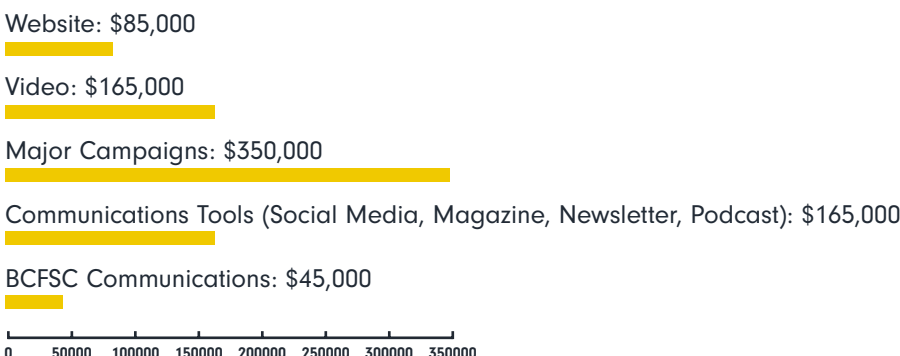 Website: $85,000
Video: $165,000
Major Campaigns: $350,000
Communications Tools (Social Media, Magazine, Newsletter, Podcast): $165,000
BCFSC Communications: $45,000
0 50000 100000 150000 200000 250000 300000 350000